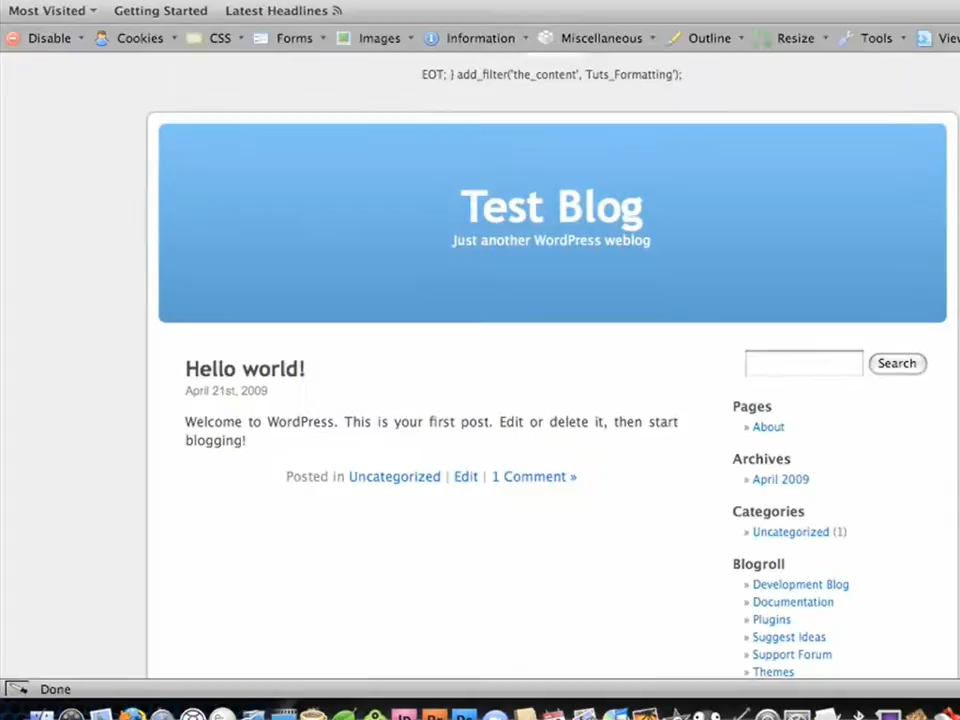 Most Visited Getting Started Latest Headlines
Disable Cookies CSS Forms Images Information Miscellaneous Outline Resize Tools
EOT; } add_filter('the_content', Tuts_Formatting');
Test Blog
Just another WordPress weblog
Hello world!
April 21st, 2009
Welcome to WordPress. This is your first post. Edit or delete it, then start
blogging!
Posted in Uncategorized | Edit | 1 Comment »
Search
Pages
» About
Archives
» April 2009
Categories
» Uncategorized (1)
Blogroll
» Development Blog
» Documentation
» Plugins
» Suggest Ideas
» Support Forum
» Themes
Done